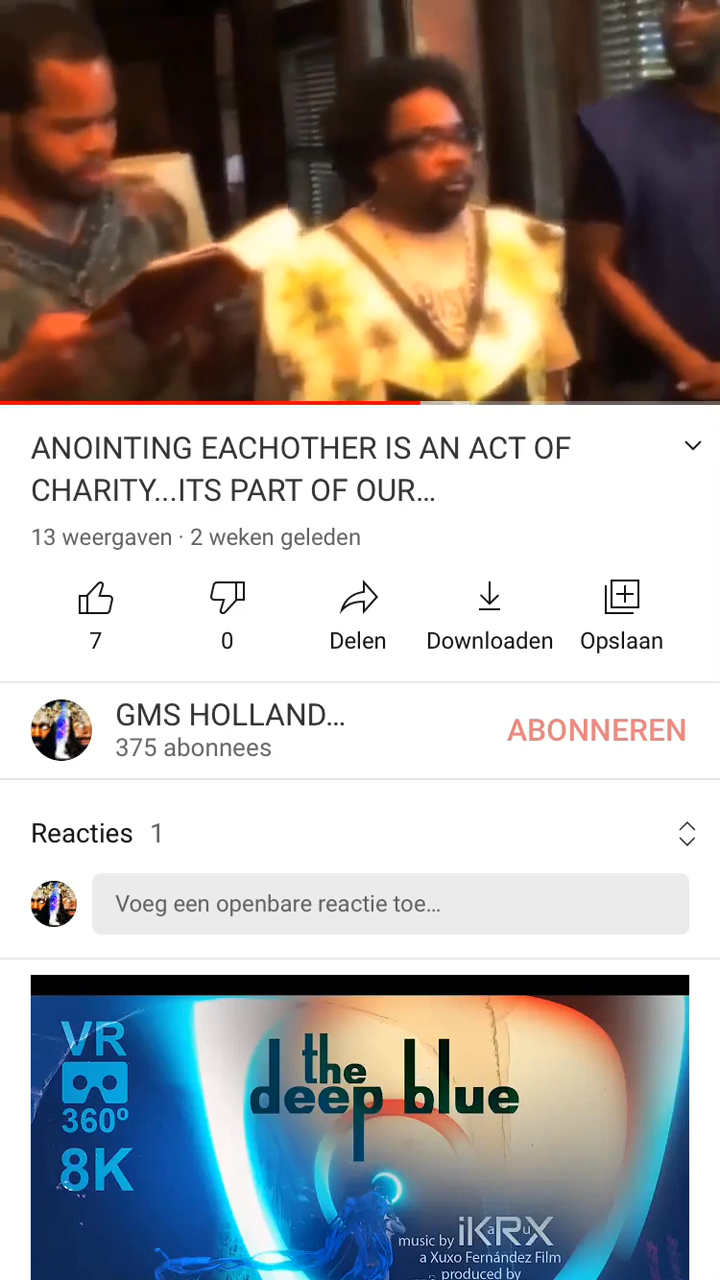 ANOINTING EACHOTHER IS AN ACT OF
CHARITY...ITS PART OF OUR...
13 weergaven · 2 weken geleden
7
0
Delen
Downloaden
Opslaan
GMS HOLLAND...
375 abonnees
ABONNEREN
Reacties 1
Voeg een openbare reactie toe...
VR
360º
8K
the
deep blue
music by iKaRuX
a Xuxo Fernández Film
produced by